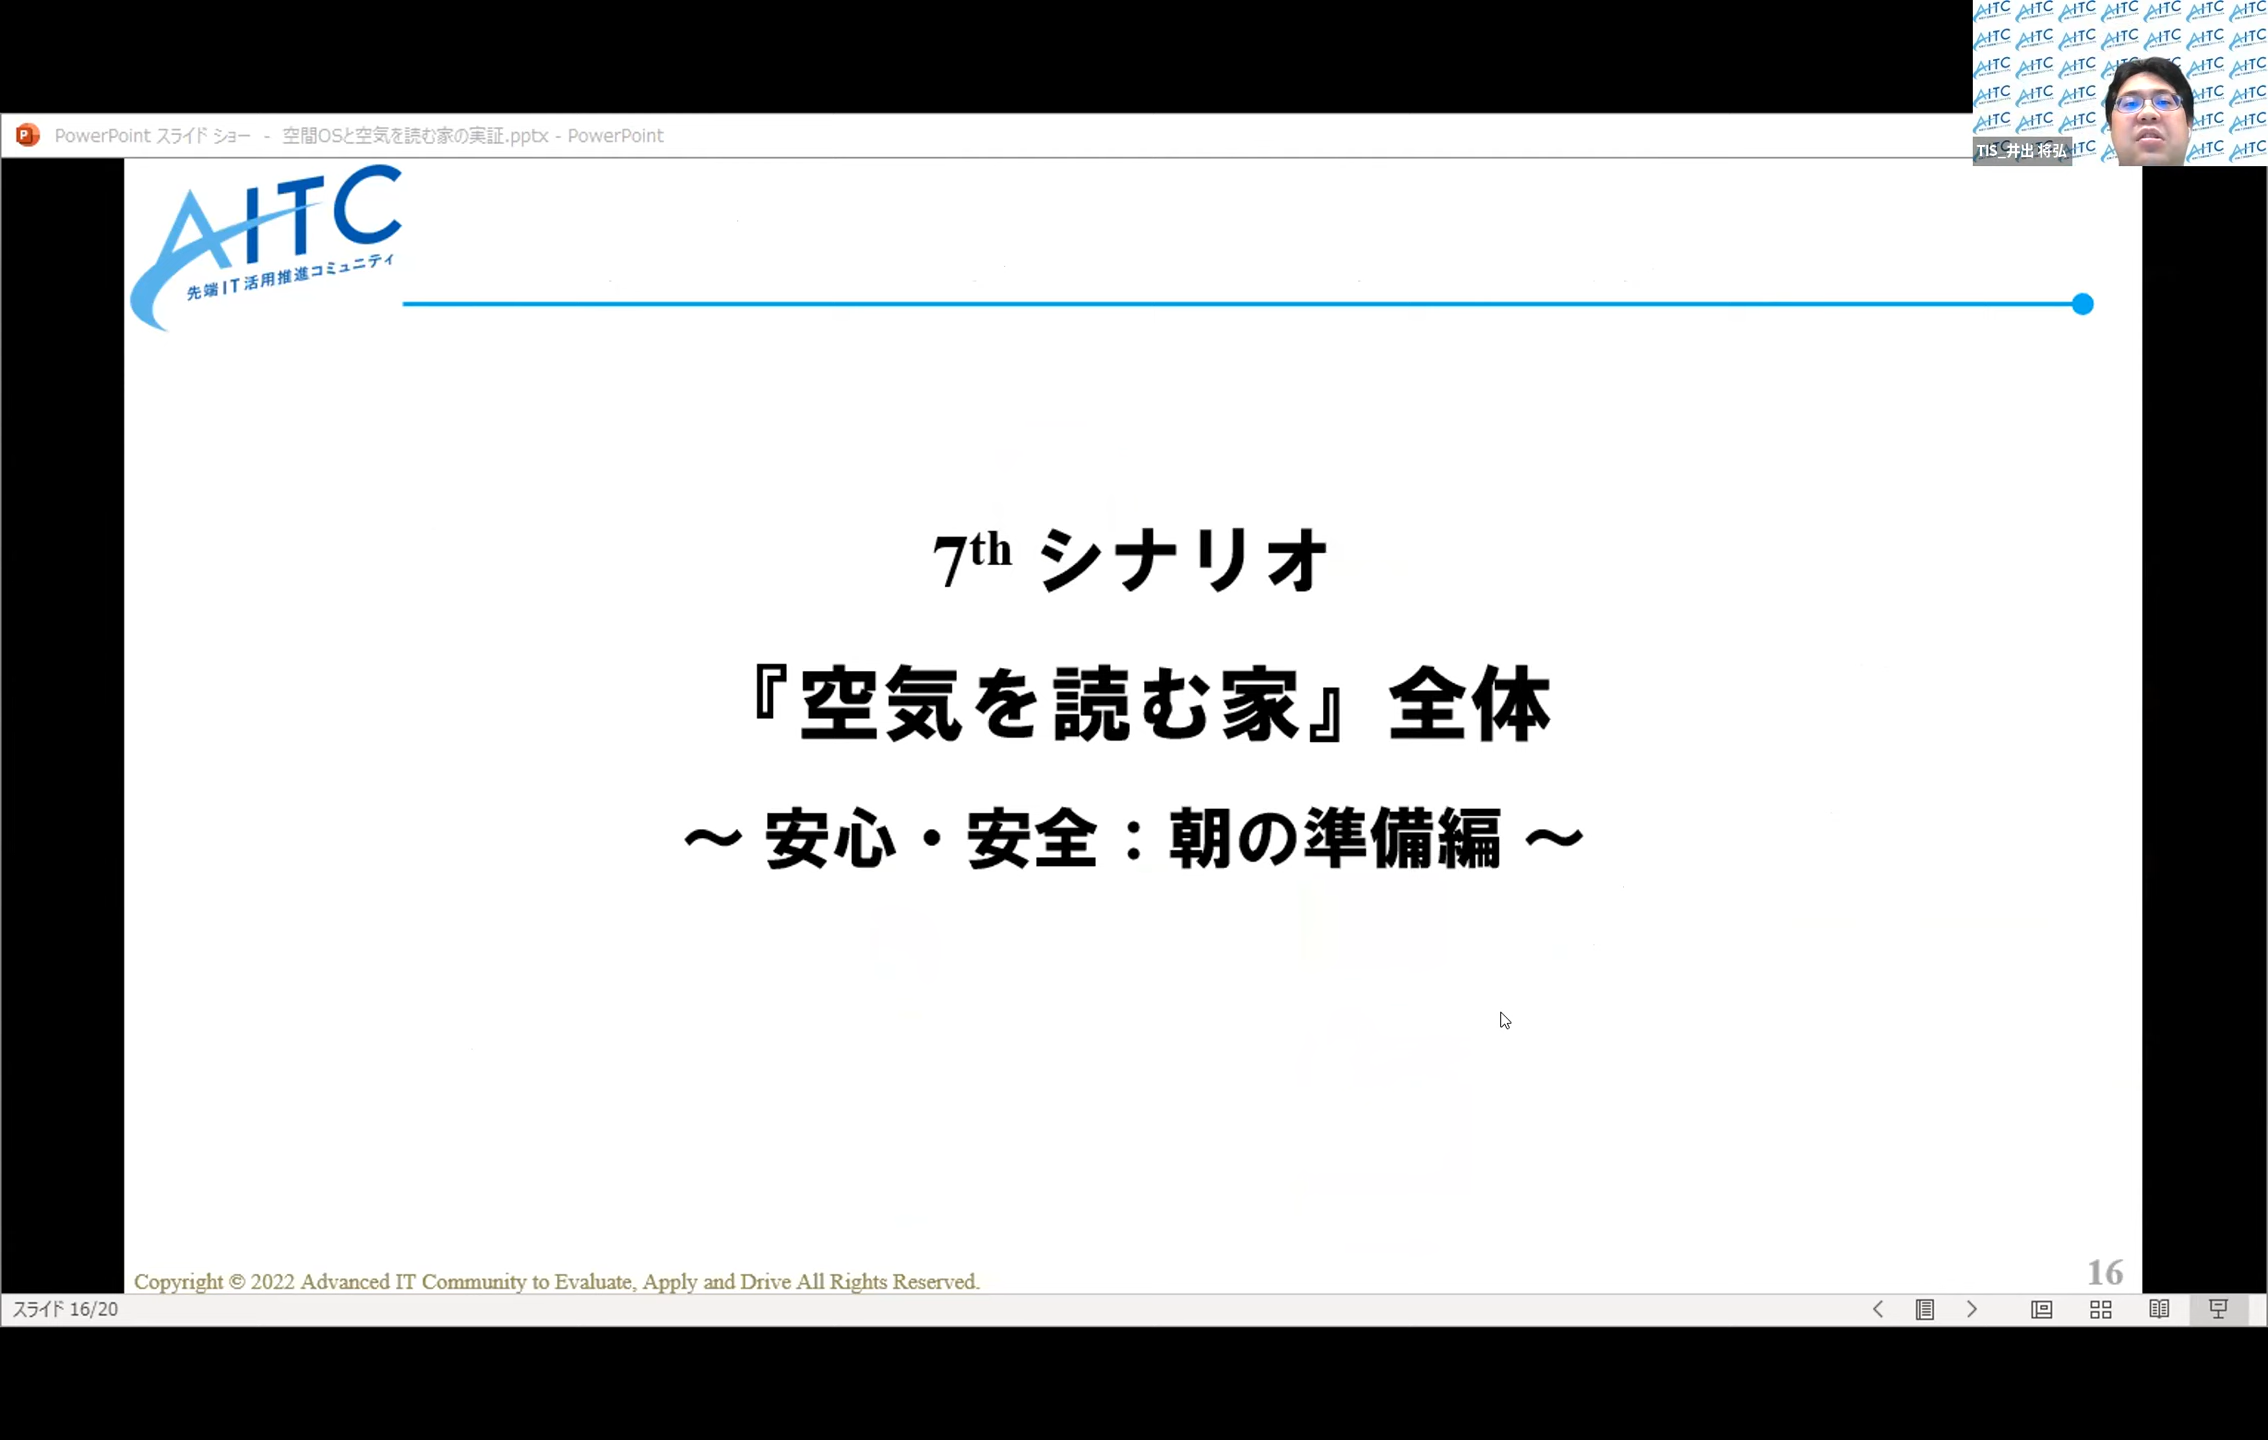 PowerPoint スライド ショー - 空間OSと空気を読む家の実証.pptx - PowerPoint
TIS_井出 将弘
AITC
先端IT活用推進コミュニティ
7th シナリオ
『空気を読む家』全体
～ 安心・安全：朝の準備編 ～
Copyright © 2022 Advanced IT Community to Evaluate, Apply and Drive All Rights Reserved.
16
スライド 16/20